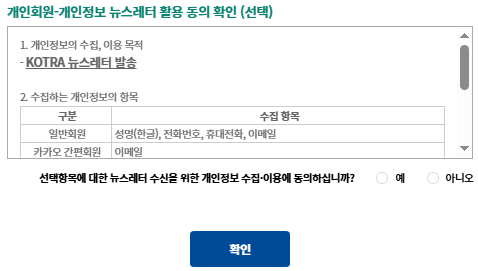 개인회원-개인정보 뉴스레터 활용 동의 확인 (선택)
1. 개인정보의 수집, 이용 목적
- KOTRA 뉴스레터 발송
2. 수집하는 개인정보의 항목
구분 수집 항목
일반회원 성명(한글), 전화번호, 휴대전화, 이메일
카카오 간편회원 이메일
선택항목에 대한 뉴스레터 수신을 위한 개인정보 수집·이용에 동의하십니까? 예 아니오
확인